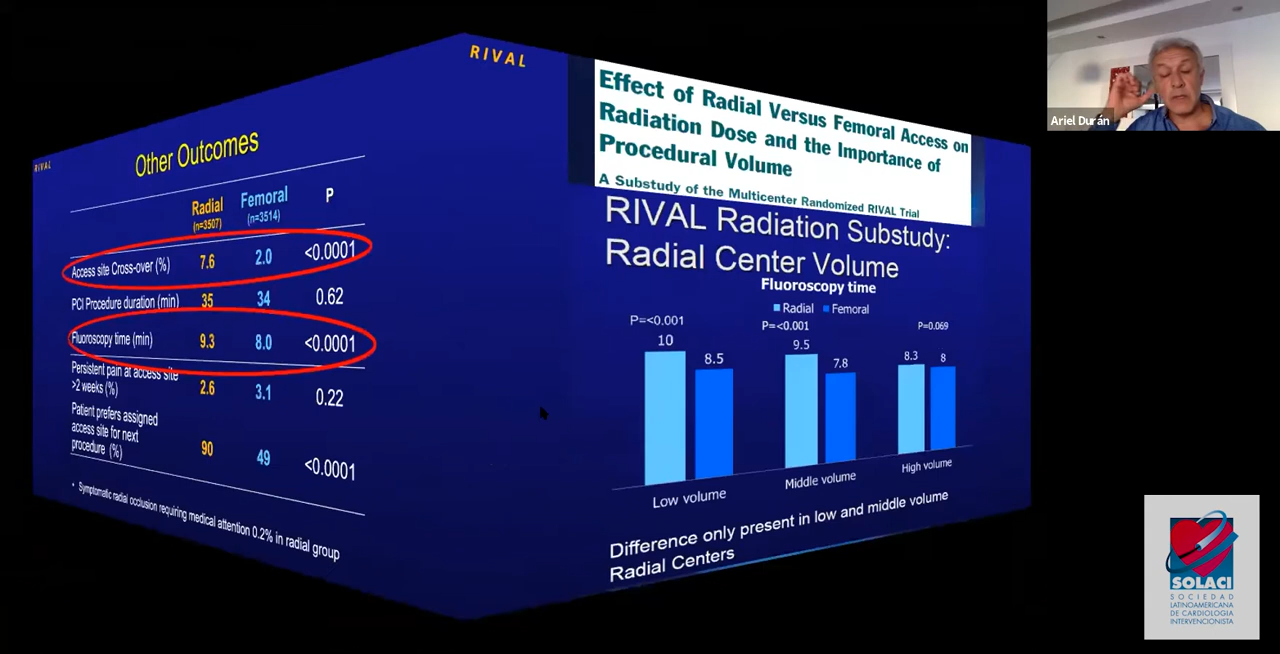 RIVAL
Other Outcomes
Radial
(n=3507)
Femoral
(n=3514)
P
Access site Cross-over (%) 7.6 2.0 <0.0001
PCI Procedure duration (min) 35 34 0.62
Fluoroscopy time (min) 9.3 8.0 <0.0001
Persistent pain at access site
>2 weeks (%) 2.6 3.1 0.22
Patient prefers assigned
access site for next
procedure (%) 90 49 <0.0001
* Symptomatic radial occlusion requiring medical attention 0.2% in radial group
RIVAL
Effect of Radial Versus Femoral Access on
Radiation Dose and the Importance of
Procedural Volume
A Substudy of the Multicenter Randomized RIVAL Trial
RIVAL Radiation Substudy:
Radial Center Volume
Fluoroscopy time
Radial Femoral
P=<.001 P=<.001 P=0.069
10 8.5 9.5 7.8 8.3 8
Low volume Middle volume High volume
Difference only present in low and middle volume
Radial Centers
Ariel Durán
SOLACI
SOCIEDAD
LATINOAMERICANA
DE CARDIOLOGIA
INTERVENCIONISTA